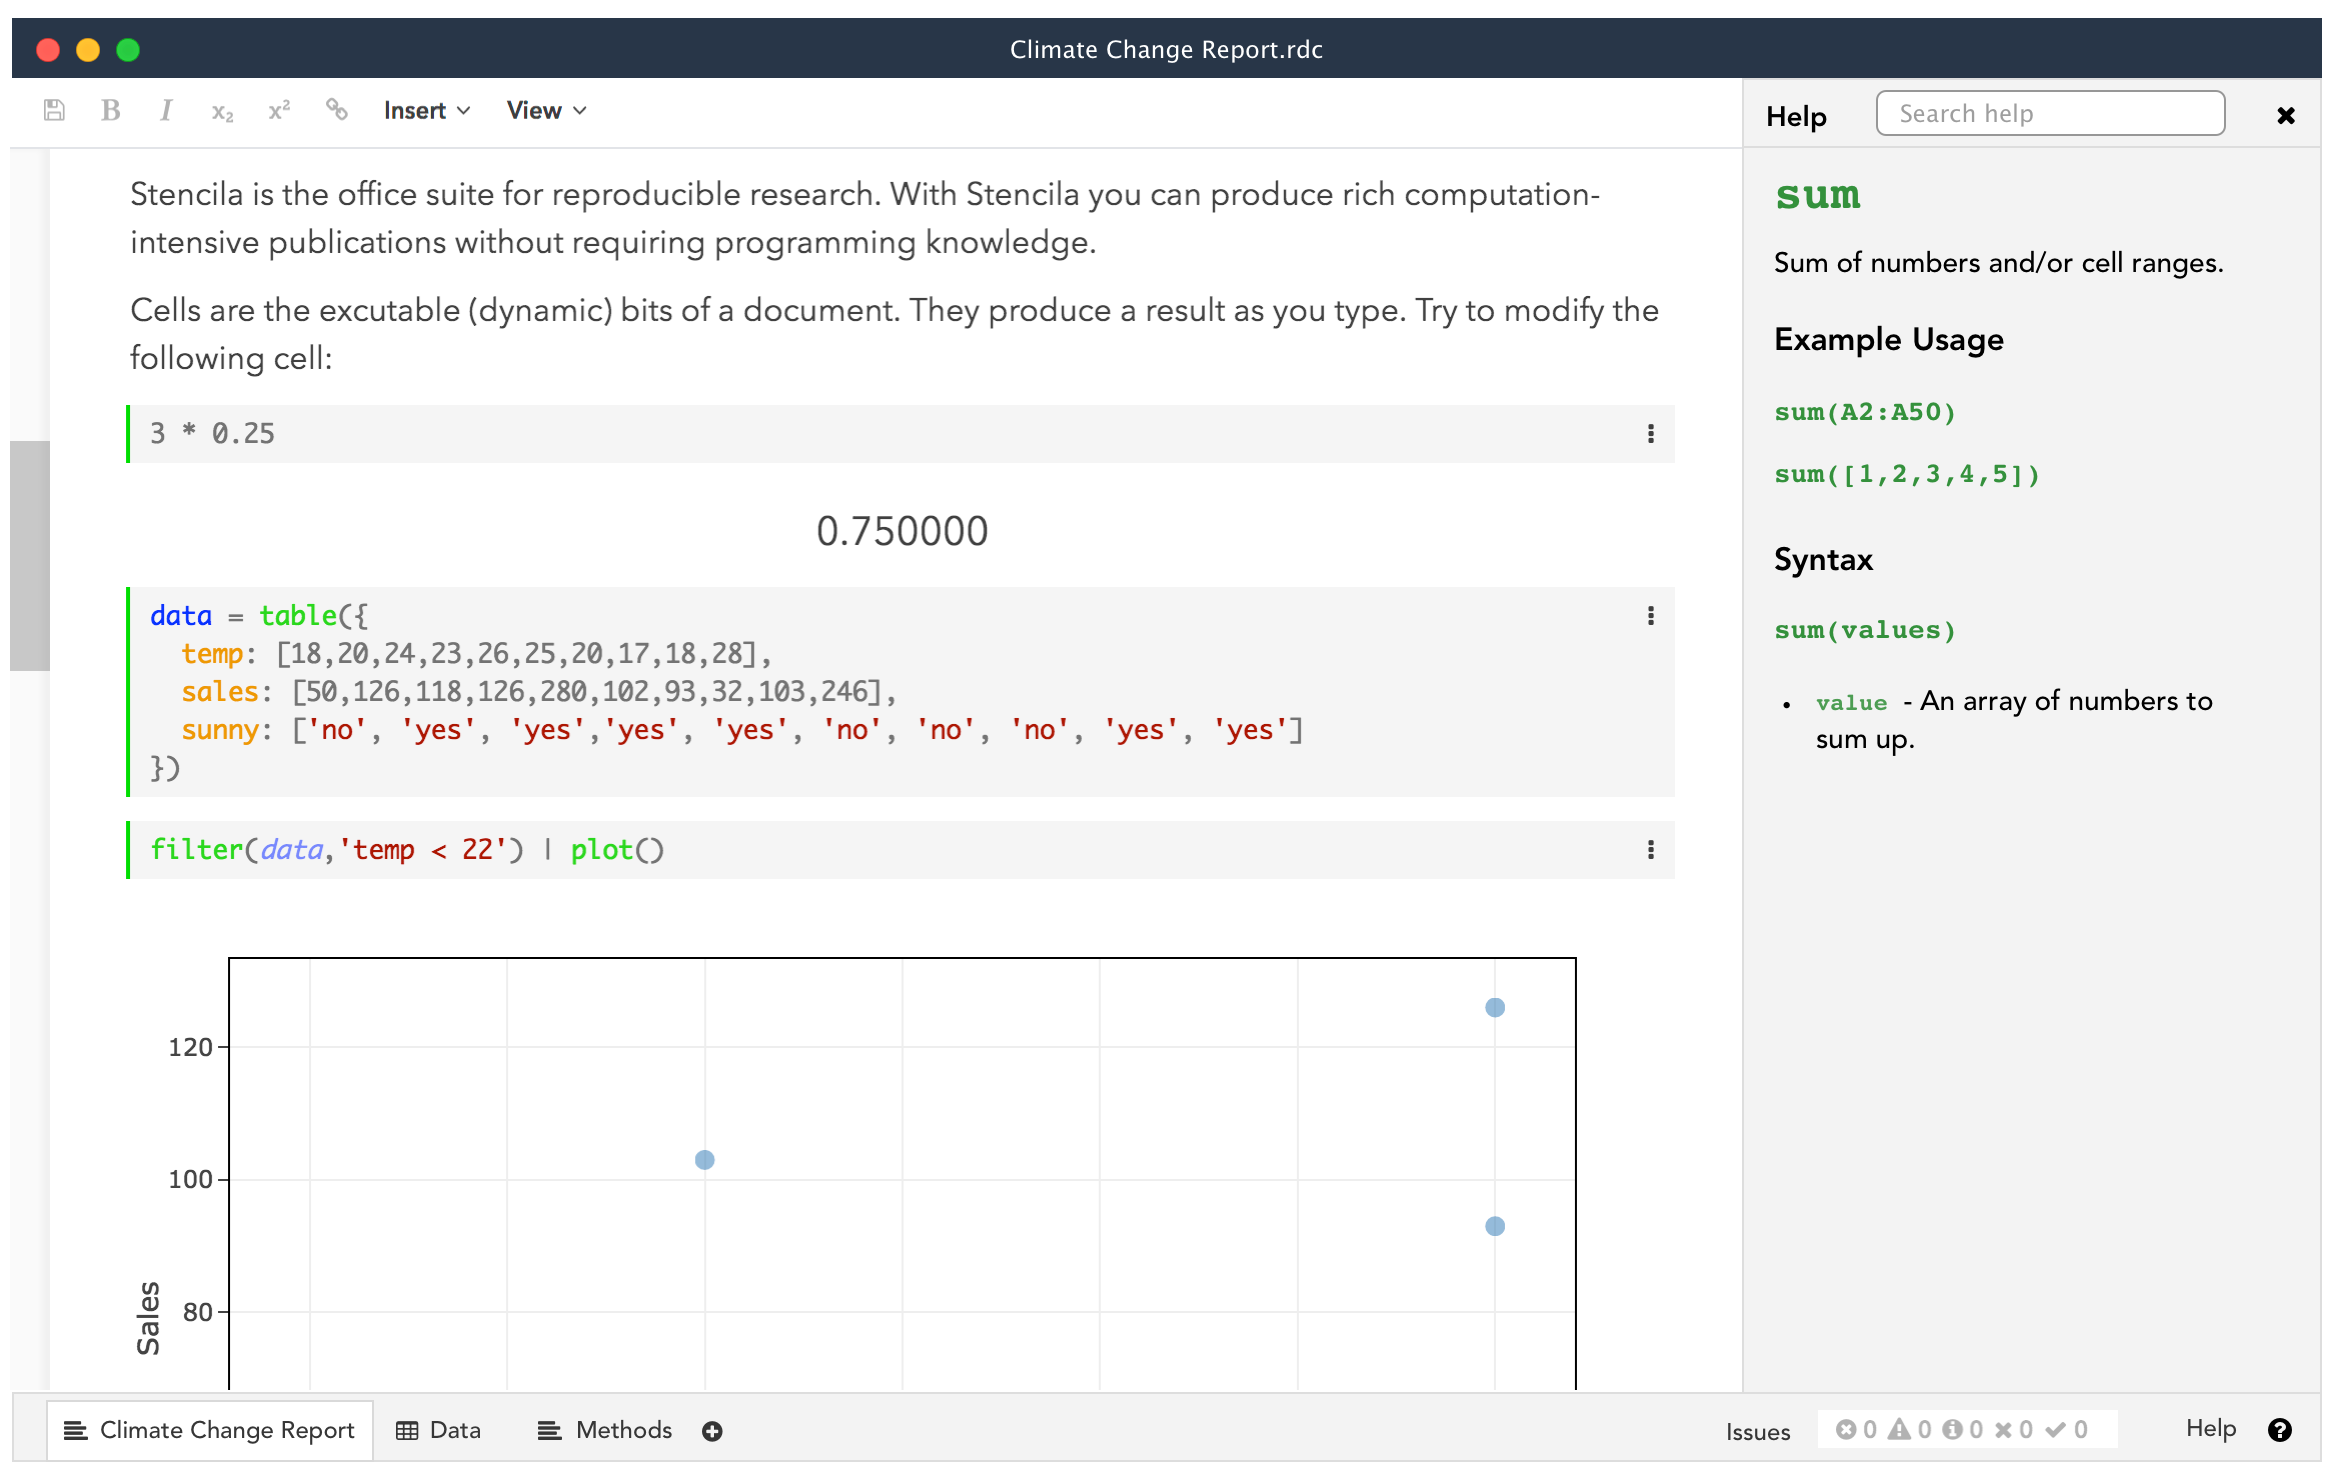 Climate Change Report.rdc
B I x₂ x² Insert View
Help Search help
Stencila is the office suite for reproducible research. With Stencila you can produce rich computation-
intensive publications without requiring programming knowledge.
Cells are the excutable (dynamic) bits of a document. They produce a result as you type. Try to modify the
following cell:
3 * 0.25
0.750000
data = table({
  temp: [18,20,24,23,26,25,20,17,18,28],
  sales: [50,126,118,126,280,102,93,32,103,246],
  sunny: ['no', 'yes', 'yes','yes', 'yes', 'no', 'no', 'no', 'yes', 'yes']
})
filter(data,'temp < 22') | plot()
120
100
80
Sales
sum
Sum of numbers and/or cell ranges.
Example Usage
sum(A2:A50)
sum([1,2,3,4,5])
Syntax
sum(values)
• value - An array of numbers to
sum up.
Climate Change Report Data Methods
Issues 0 0 0 0 0 Help